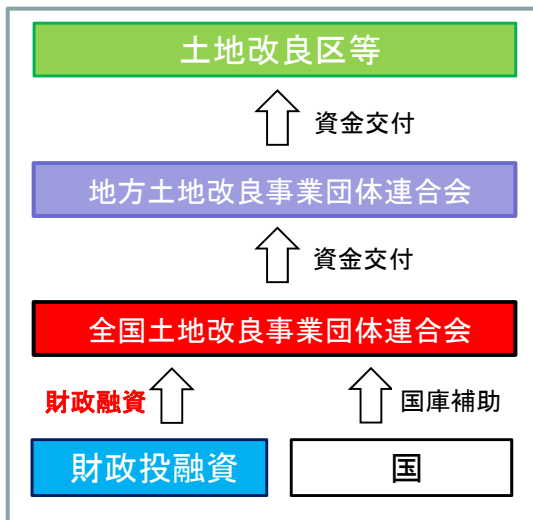 土地改良区等
資金交付
地方土地改良事業団体連合会
資金交付
全国土地改良事業団体連合会
財政融資
国庫補助
財政投融資
国